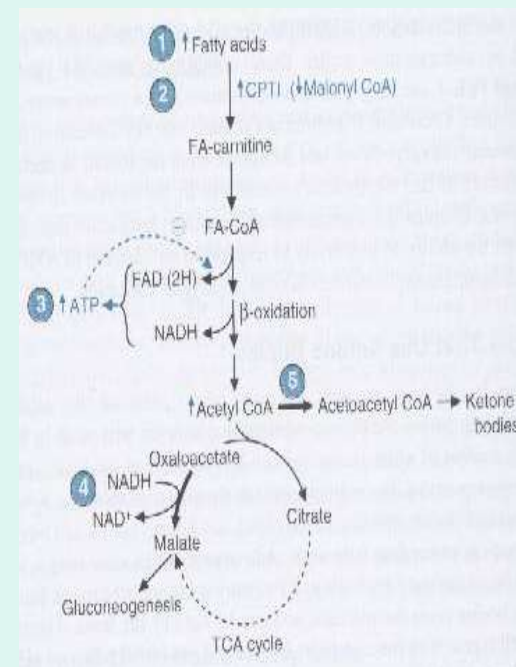 1 ↑Fatty acids
2 ↑CPTI (↓Malonyl CoA)
FA-carnitine
⊖
FA-CoA
FAD (2H)
3 ↑ATP
β-oxidation
NADH
5
↑Acetyl CoA → Acetoacetyl CoA → Ketone
bodies
Oxaloacetate
4 NADH
NAD⁺
Citrate
Malate
Gluconeogenesis
TCA cycle